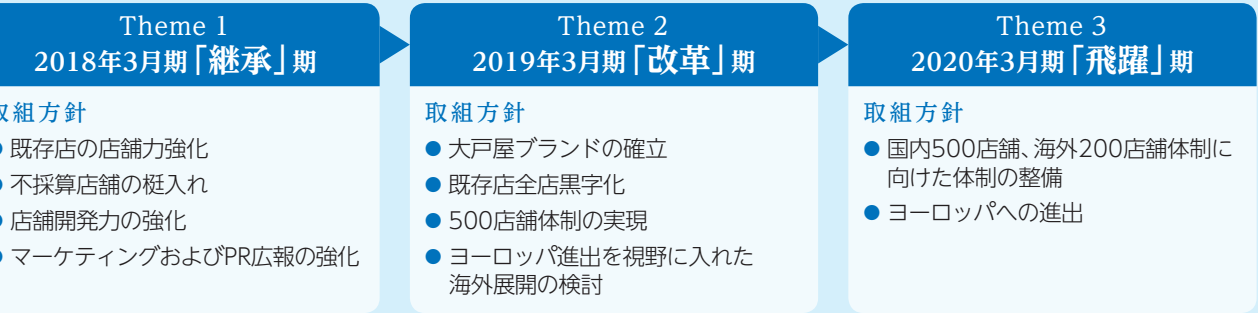 Theme 1
2018年3月期「継承」期
取組方針
既存店の店舗力強化
不採算店舗の梃入れ
店舗開発力の強化
マーケティングおよびPR広報の強化
Theme 2
2019年3月期「改革」期
取組方針
● 大戸屋ブランドの確立
● 既存店全店黒字化
● 500店舗体制の実現
● ヨーロッパ進出を視野に入れた
海外展開の検討
Theme 3
2020年3月期「飛躍」期
取組方針
● 国内500店舗、海外200店舗体制に
向けた体制の整備
● ヨーロッパへの進出